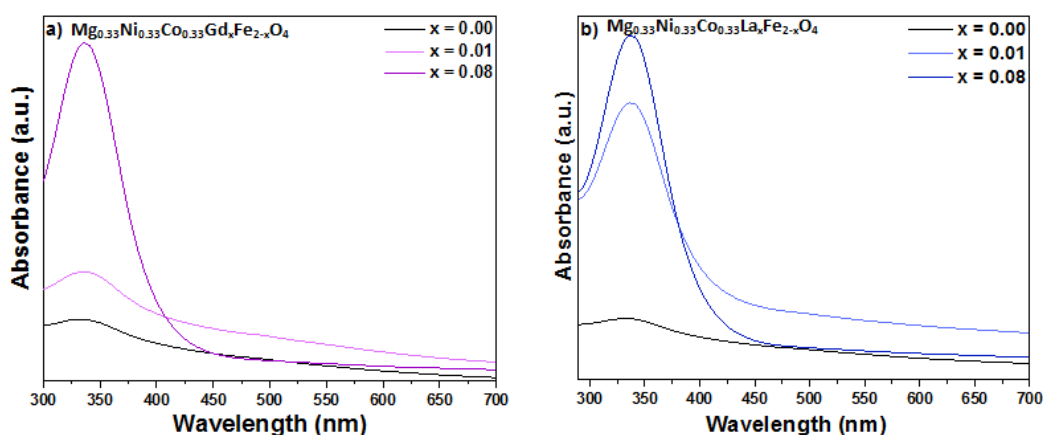 a) Mg0.33Ni0.33Co0.33GdxFe2-xO4
x = 0.00
x = 0.01
x = 0.08
Absorbance (a.u.)
300 350 400 450 500 550 600 650 700
Wavelength (nm)
b) Mg0.33Ni0.33Co0.33LaxFe2-xO4
x = 0.00
x = 0.01
x = 0.08
Absorbance (a.u.)
300 350 400 450 500 550 600 650 700
Wavelength (nm)